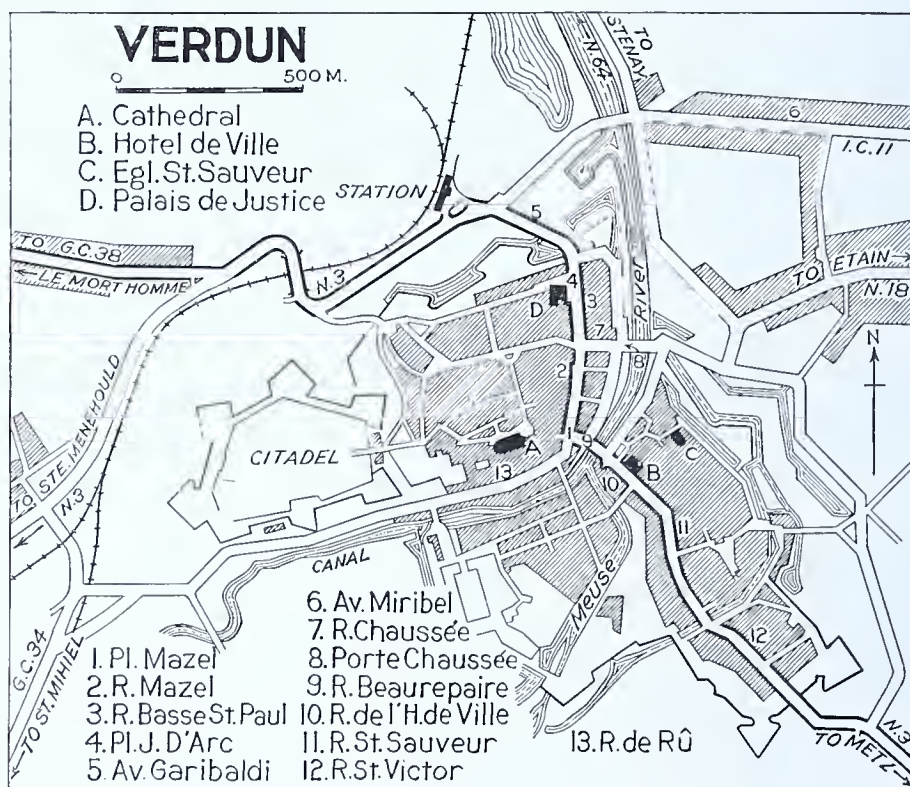 VERDUN
0 500 M.
A. Cathedral
B. Hotel de Ville
C. Egl. St. Sauveur
D. Palais de Justice
STATION
N.64
TO STENAY
6
I.C.11
5
TO G.C.38
LE MORT HOMME
N.3
4
3
D
River
TO ETAIN
N.18
7
8
2
N
TO STE. MENEHOULD
N.3
CITADEL
A
1
9
13
B
C
10
11
CANAL
Meuse
12
G.C.34
TO ST. MIHIEL
TO METZ
N.3
1. Pl. Mazel
2. R. Mazel
3. R. Basse St. Paul
4. Pl. J. D'Arc
5. Av. Garibaldi
6. Av. Miribel
7. R. Chaussée
8. Porte Chaussée
9. R. Beaurepaire
10. R. de l'H. de Ville
11. R. St. Sauveur
12. R. St. Victor
13. R. de Rû